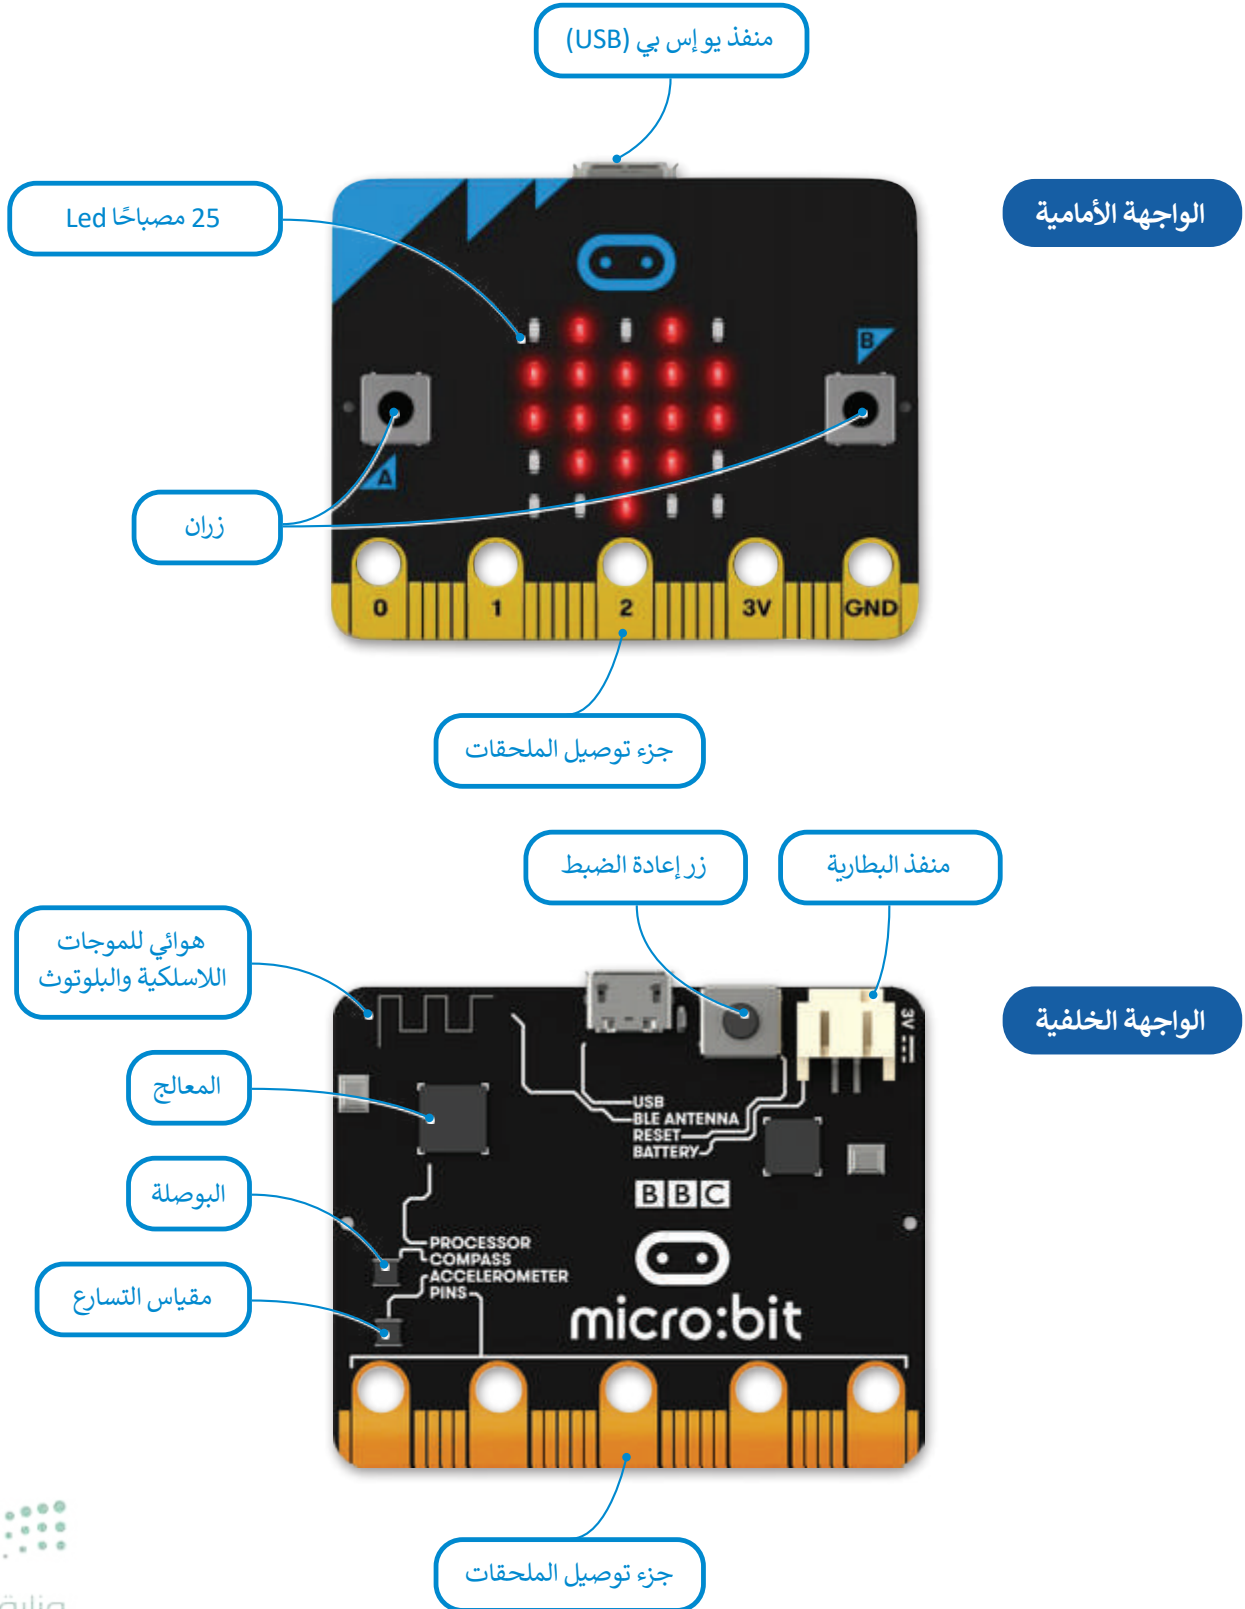 منفذ يو إس بي (USB)
الواجهة الأمامية
25 مصباحًا Led
B
A
زران
0 1 2 3V GND
جزء توصيل الملحقات
منفذ البطارية
زر إعادة الضبط
هوائي للموجات
اللاسلكية والبلوتوث
الواجهة الخلفية
3V
المعالج
USB
BLE ANTENNA
RESET
BATTERY
البوصلة
BBC
PROCESSOR
COMPASS
ACCELEROMETER
PINS
مقياس التسارع
micro:bit
جزء توصيل الملحقات